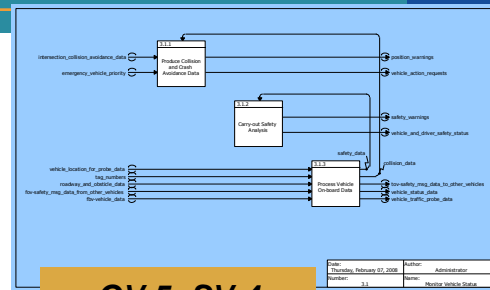 3.1.1
Produce Collision
and Crash
Avoidance Data
intersection_collision_avoidance_data
emergency_vehicle_priority
position_warnings
vehicle_action_requests
3.1.2
Carry-out Safety
Analysis
safety_warnings
vehicle_and_driver_safety_status
safety_data
collision_data
3.1.3
Process Vehicle
On-board Data
vehicle_location_for_probe_data
tag_numbers
roadway_and_obstacle_data
fov-safety_msg_data_from_other_vehicles
fbv-vehicle_data
tov-safety_msg_data_to_other_vehicles
vehicle_status_data
vehicle_traffic_probe_data
Date:
Thursday, February 07, 2008
Author:
Administrator
Number:
3.1
Name:
Monitor Vehicle Status